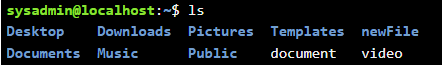 sysadmin@localhost:~$ ls
Desktop Downloads Pictures Templates newFile
Documents Music Public document video